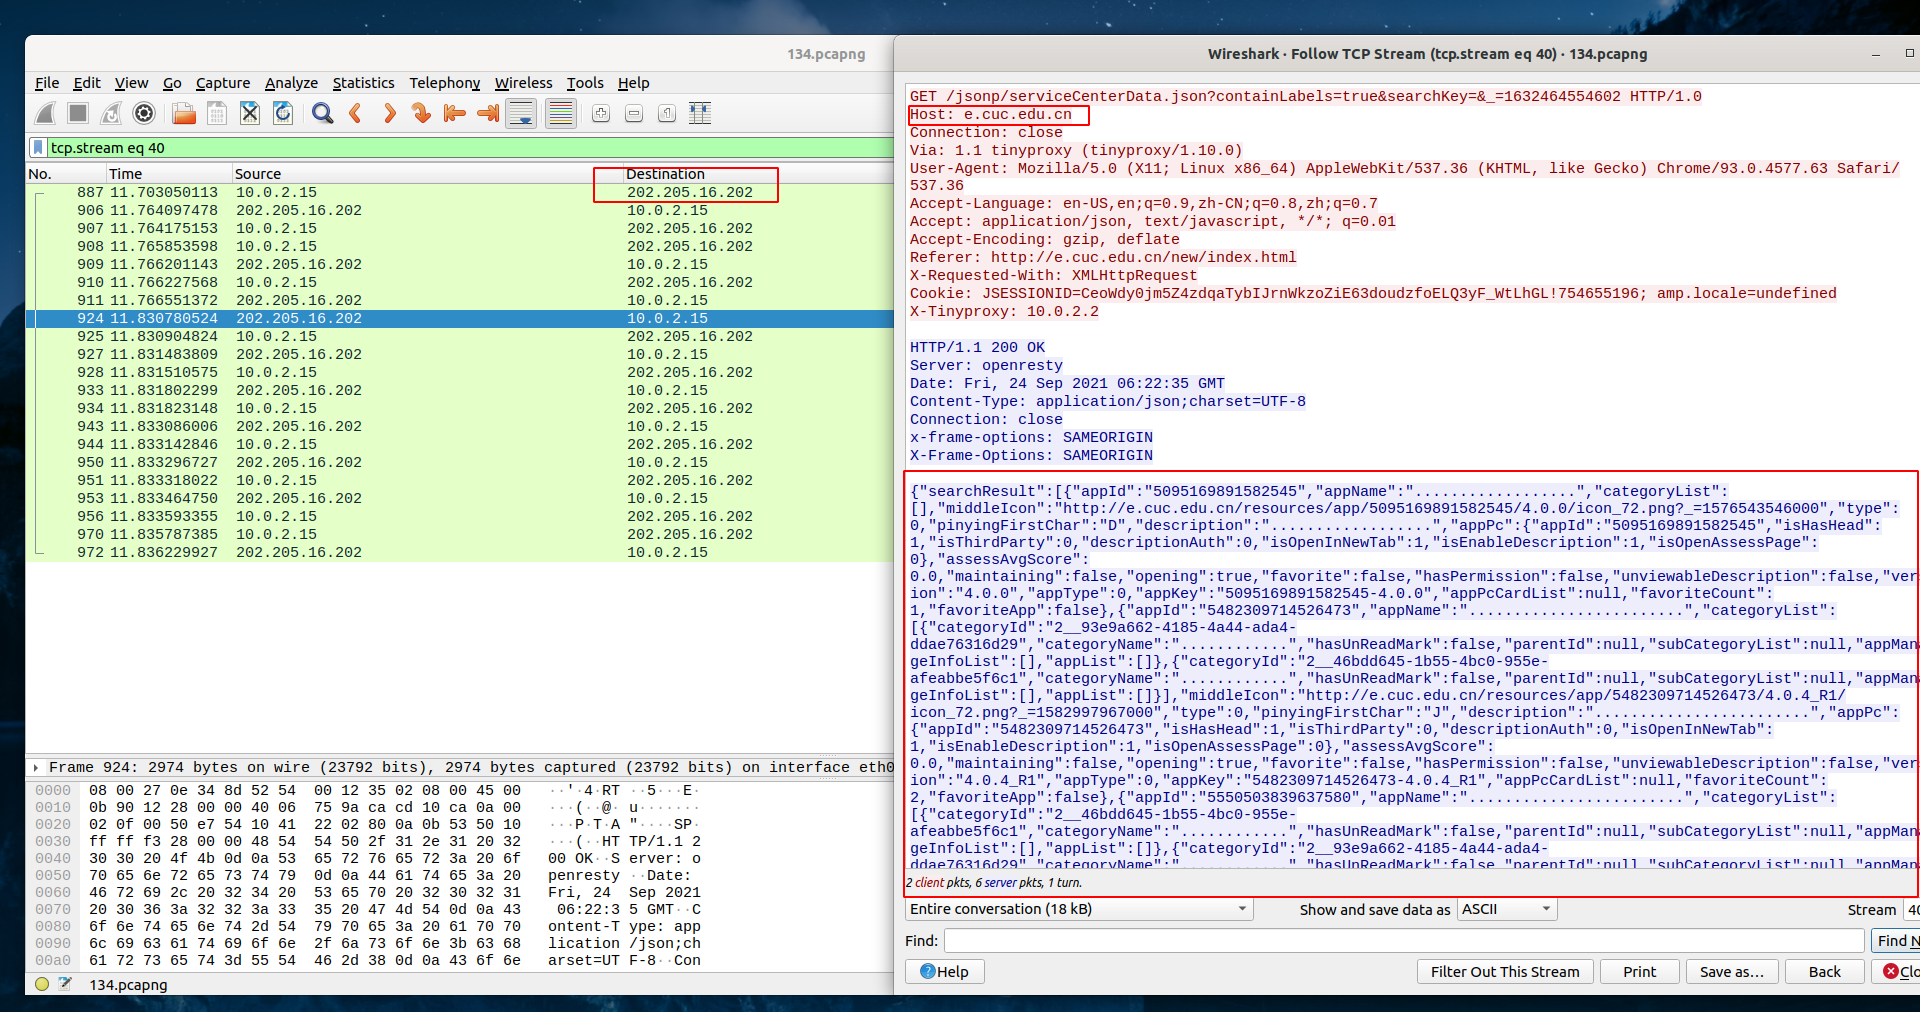 134.pcapng
File Edit View Go Capture Analyze Statistics Telephony Wireless Tools Help
tcp.stream eq 40
No. Time Source Destination
887 11.703050113 10.0.2.15 202.205.16.202
906 11.764097478 202.205.16.202 10.0.2.15
907 11.764175153 10.0.2.15 202.205.16.202
908 11.765853598 10.0.2.15 202.205.16.202
909 11.766201143 202.205.16.202 10.0.2.15
910 11.766227568 10.0.2.15 202.205.16.202
911 11.766551372 202.205.16.202 10.0.2.15
924 11.830780524 202.205.16.202 10.0.2.15
925 11.830904824 10.0.2.15 202.205.16.202
927 11.831483809 202.205.16.202 10.0.2.15
928 11.831510575 10.0.2.15 202.205.16.202
933 11.831802299 202.205.16.202 10.0.2.15
934 11.831823148 10.0.2.15 202.205.16.202
943 11.833086006 202.205.16.202 10.0.2.15
944 11.833142846 10.0.2.15 202.205.16.202
950 11.833296727 202.205.16.202 10.0.2.15
951 11.833318022 10.0.2.15 202.205.16.202
953 11.833464750 202.205.16.202 10.0.2.15
956 11.833593355 10.0.2.15 202.205.16.202
970 11.835787385 10.0.2.15 202.205.16.202
972 11.836229927 202.205.16.202 10.0.2.15
Frame 924: 2974 bytes on wire (23792 bits), 2974 bytes captured (23792 bits) on interface eth0
0000 08 00 27 0e 34 8d 52 54 00 12 35 02 08 00 45 00 ··'·4·RT ··5···E·
0010 0b 90 12 28 00 00 40 06 75 9a ca cd 10 ca 0a 00 ···(··@· u·······
0020 02 0f 00 50 e7 54 10 41 22 02 80 0a 0b 53 50 10 ···P·T·A "····SP·
0030 ff ff f3 28 00 00 48 54 54 50 2f 31 2e 31 20 32 ···(··HT TP/1.1 2
0040 30 30 20 4f 4b 0d 0a 53 65 72 76 65 72 3a 20 6f 00 OK··S erver: o
0050 70 65 6e 72 65 73 74 79 0d 0a 44 61 74 65 3a 20 penresty ··Date:
0060 46 72 69 2c 20 32 34 20 53 65 70 20 32 30 32 31 Fri, 24 Sep 2021
0070 20 30 36 3a 32 32 3a 33 35 20 47 4d 54 0d 0a 43 06:22:3 5 GMT··C
0080 6f 6e 74 65 6e 74 2d 54 79 70 65 3a 20 61 70 70 ontent-T ype: app
0090 6c 69 63 61 74 69 6f 6e 2f 6a 73 6f 6e 3b 63 68 lication /json;ch
00a0 61 72 73 65 74 3d 55 54 46 2d 38 0d 0a 43 6f 6e arset=UT F-8··Con
134.pcapng
Wireshark · Follow TCP Stream (tcp.stream eq 40) · 134.pcapng
GET /jsonp/serviceCenterData.json?containLabels=true&searchKey=&_=1632464554602 HTTP/1.0
Host: e.cuc.edu.cn
Connection: close
Via: 1.1 tinyproxy (tinyproxy/1.10.0)
User-Agent: Mozilla/5.0 (X11; Linux x86_64) AppleWebKit/537.36 (KHTML, like Gecko) Chrome/93.0.4577.63 Safari/
537.36
Accept-Language: en-US,en;q=0.9,zh-CN;q=0.8,zh;q=0.7
Accept: application/json, text/javascript, */*; q=0.01
Accept-Encoding: gzip, deflate
Referer: http://e.cuc.edu.cn/new/index.html
X-Requested-With: XMLHttpRequest
Cookie: JSESSIONID=CeoWdy0jm5Z4zdqaTybIJrnWkzoZiE63doudzfoELQ3yF_WtLhGL!754655196; amp.locale=undefined
X-Tinyproxy: 10.0.2.2
HTTP/1.1 200 OK
Server: openresty
Date: Fri, 24 Sep 2021 06:22:35 GMT
Content-Type: application/json;charset=UTF-8
Connection: close
x-frame-options: SAMEORIGIN
X-Frame-Options: SAMEORIGIN
{"searchResult":[{"appId":"5095169891582545","appName":"..................","categoryList":
[],"middleIcon":"http://e.cuc.edu.cn/resources/app/5095169891582545/4.0.0/icon_72.png?_=1576543546000","type":
0,"pinyingFirstChar":"D","description":"..................","appPc":{"appId":"5095169891582545","isHasHead":
1,"isThirdParty":0,"descriptionAuth":0,"isOpenInNewTab":1,"isEnableDescription":1,"isOpenAssessPage":
0},"assessAvgScore":
0.0,"maintaining":false,"opening":true,"favorite":false,"hasPermission":false,"unviewableDescription":false,"ver
ion":"4.0.0","appType":0,"appKey":"5095169891582545-4.0.0","appPcCardList":null,"favoriteCount":
1,"favoriteApp":false},{"appId":"5482309714526473","appName":"........................","categoryList":
[{"categoryId":"2__93e9a662-4185-4a44-ada4-
ddae76316d29","categoryName":"............","hasUnReadMark":false,"parentId":null,"subCategoryList":null,"appMan
geInfoList":[],"appList":[]},{"categoryId":"2__46bdd645-1b55-4bc0-955e-
afeabbe5f6c1","categoryName":"............","hasUnReadMark":false,"parentId":null,"subCategoryList":null,"appMan
geInfoList":[],"appList":[]}],"middleIcon":"http://e.cuc.edu.cn/resources/app/5482309714526473/4.0.4_R1/
icon_72.png?_=1582997967000","type":0,"pinyingFirstChar":"J","description":"........................","appPc":
{"appId":"5482309714526473","isHasHead":1,"isThirdParty":0,"descriptionAuth":0,"isOpenInNewTab":
1,"isEnableDescription":1,"isOpenAssessPage":0},"assessAvgScore":
0.0,"maintaining":false,"opening":true,"favorite":false,"hasPermission":false,"unviewableDescription":false,"ver
ion":"4.0.4_R1","appType":0,"appKey":"5482309714526473-4.0.4_R1","appPcCardList":null,"favoriteCount":
2,"favoriteApp":false},{"appId":"5550503839637580","appName":"........................","categoryList":
[{"categoryId":"2__46bdd645-1b55-4bc0-955e-
afeabbe5f6c1","categoryName":"............","hasUnReadMark":false,"parentId":null,"subCategoryList":null,"appMan
geInfoList":[],"appList":[]},{"categoryId":"2__93e9a662-4185-4a44-ada4-
ddae76316d29","categoryName":"............","hasUnReadMark":false,"parentId":null,"subCategoryList":null,"appMan
2 client pkts, 6 server pkts, 1 turn.
Entire conversation (18 kB) Show and save data as ASCII Stream 40
Find: Find N
Help Filter Out This Stream Print Save as… Back Clo